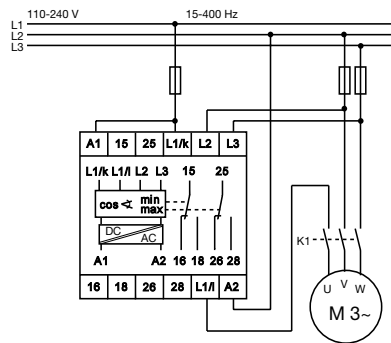 110-240 V 15-400 Hz
L1
L2
L3
A1 15 25 L1/k L2 L3
L1/k L1/l L2 L3 15 25
cos ∢ min
max
DC
AC
A1 A2 16 18 26 28
16 18 26 28 L1/l A2
K1
U V W
M 3~